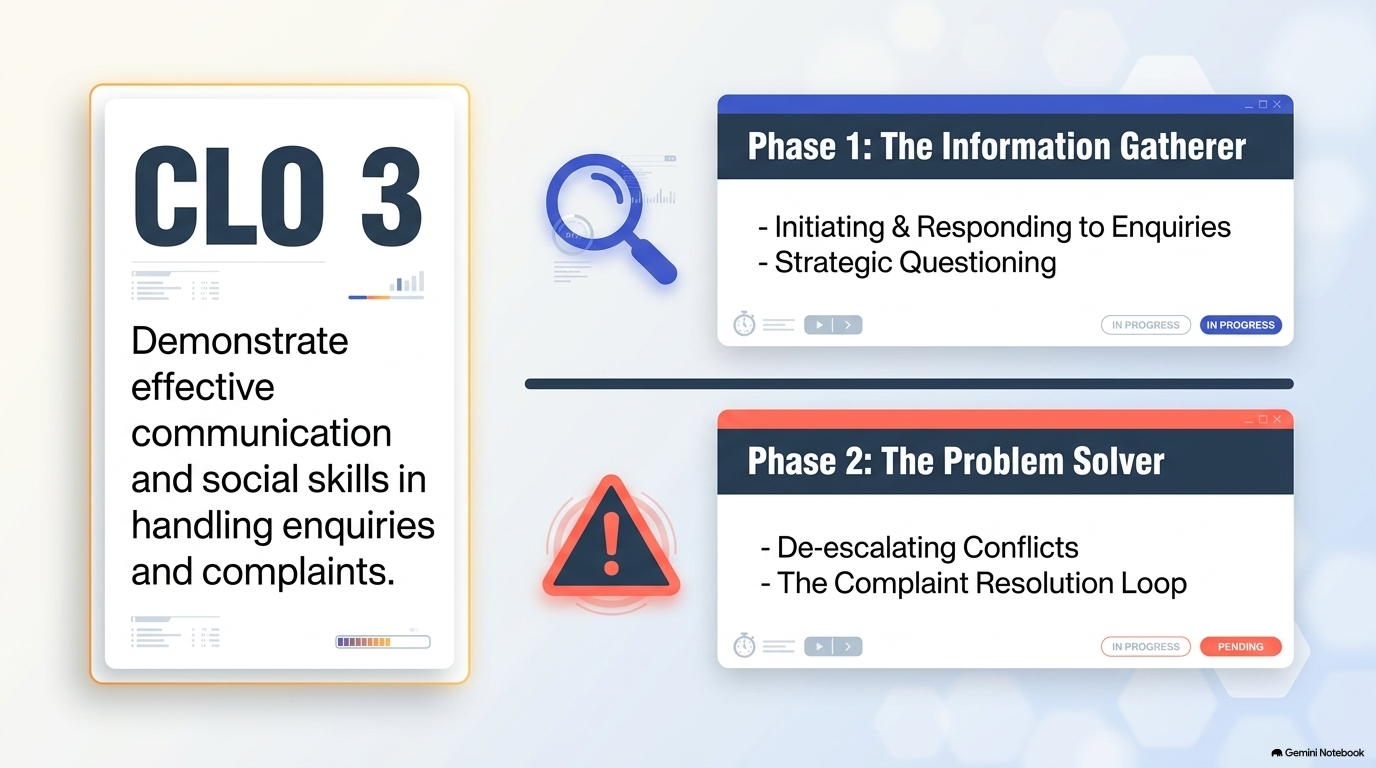 CLO 3
Demonstrate
effective
communication
and social skills in
handling enquiries
and complaints.
Phase 1: The Information Gatherer
- Initiating & Responding to Enquiries
- Strategic Questioning
IN PROGRESS
IN PROGRESS
Phase 2: The Problem Solver
- De-escalating Conflicts
- The Complaint Resolution Loop
IN PROGRESS
PENDING
Gemini Notebook